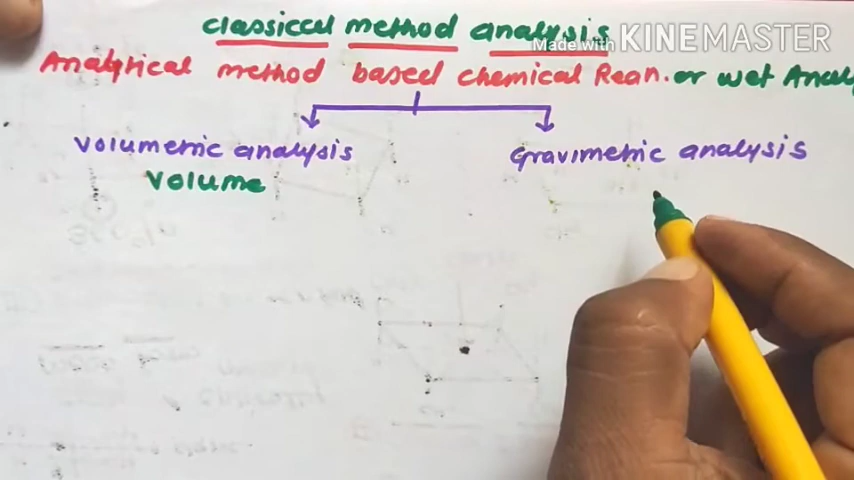 classical method analysis
Made with KINEMASTER
Analytical method based chemical Rean. or wet Analy
volumetric analysis
gravimetric analysis
volume